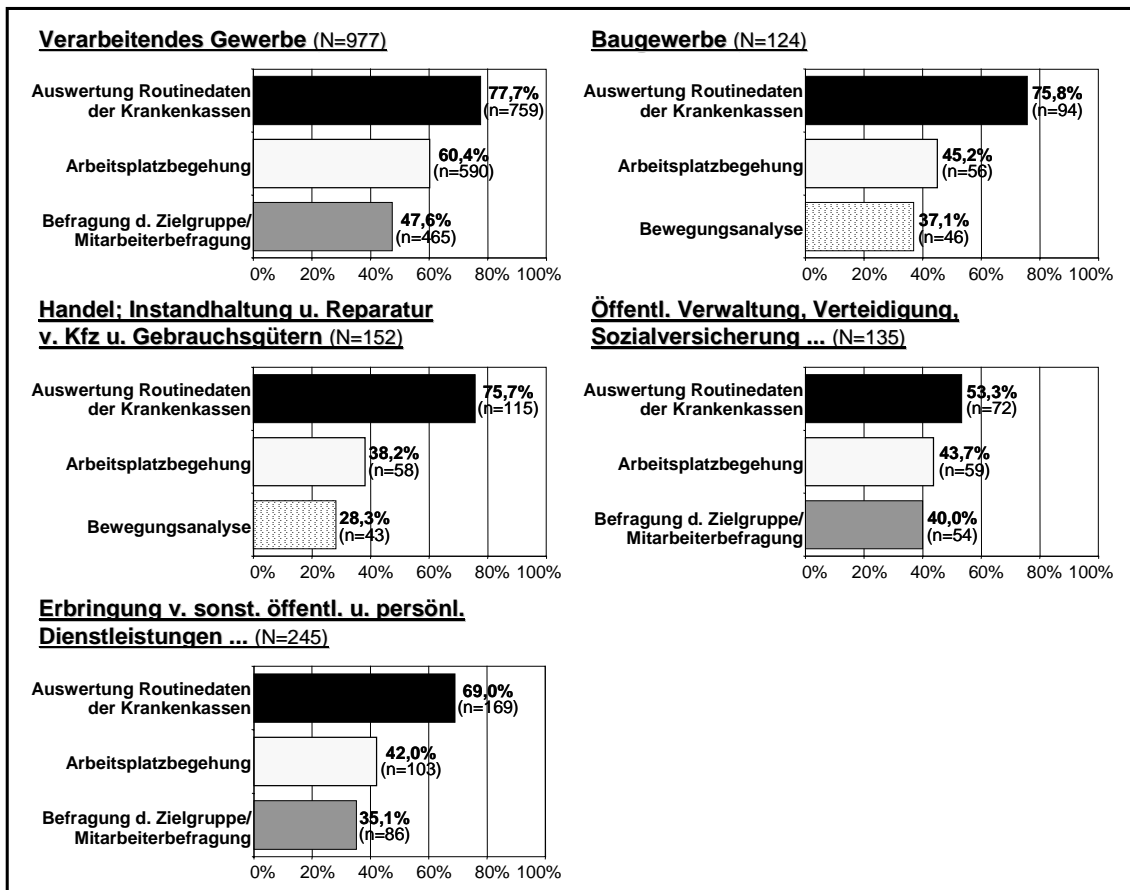 Verarbeitendes Gewerbe (N=977)
Auswertung Routinedaten
der Krankenkassen
77,7%
(n=759)
Arbeitsplatzbegehung
60,4%
(n=590)
Befragung d. Zielgruppe/
Mitarbeiterbefragung
47,6%
(n=465)
0% 20% 40% 60% 80% 100%
Baugewerbe (N=124)
Auswertung Routinedaten
der Krankenkassen
75,8%
(n=94)
Arbeitsplatzbegehung
45,2%
(n=56)
Bewegungsanalyse
37,1%
(n=46)
0% 20% 40% 60% 80% 100%
Handel; Instandhaltung u. Reparatur
v. Kfz u. Gebrauchsgütern (N=152)
Auswertung Routinedaten
der Krankenkassen
75,7%
(n=115)
Arbeitsplatzbegehung
38,2%
(n=58)
Bewegungsanalyse
28,3%
(n=43)
0% 20% 40% 60% 80% 100%
Öffentl. Verwaltung, Verteidigung,
Sozialversicherung ... (N=135)
Auswertung Routinedaten
der Krankenkassen
53,3%
(n=72)
Arbeitsplatzbegehung
43,7%
(n=59)
Befragung d. Zielgruppe/
Mitarbeiterbefragung
40,0%
(n=54)
0% 20% 40% 60% 80% 100%
Erbringung v. sonst. öffentl. u. persönl.
Dienstleistungen ... (N=245)
Auswertung Routinedaten
der Krankenkassen
69,0%
(n=169)
Arbeitsplatzbegehung
42,0%
(n=103)
Befragung d. Zielgruppe/
Mitarbeiterbefragung
35,1%
(n=86)
0% 20% 40% 60% 80% 100%